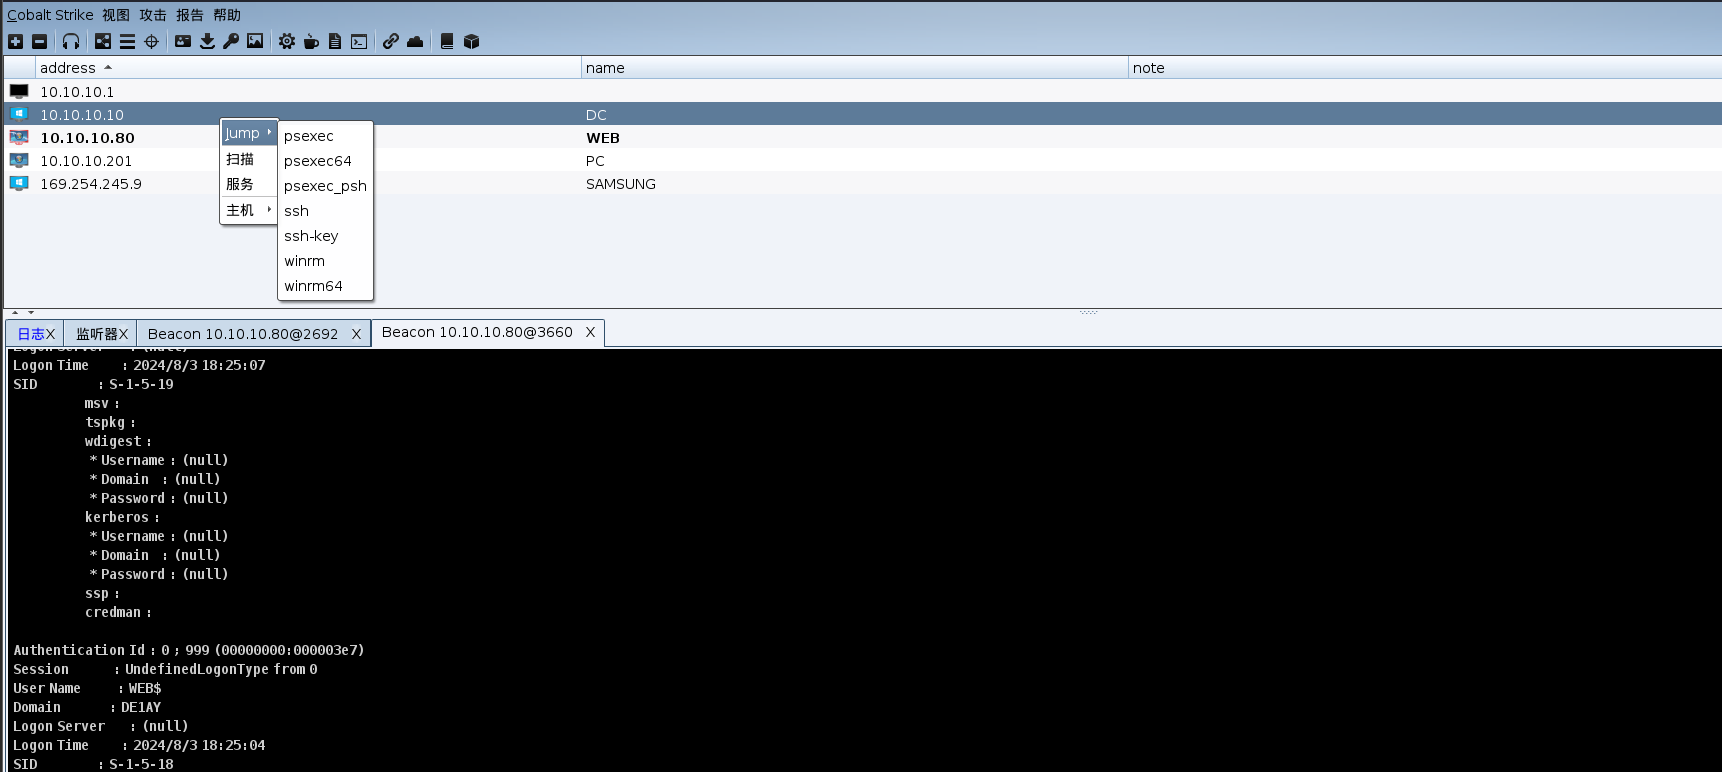 Cobalt Strike 视图 攻击 报告 帮助
address name note
10.10.10.1
10.10.10.10 DC
10.10.10.80 WEB
10.10.10.201 PC
169.254.245.9 SAMSUNG
Jump
扫描
服务
主机
psexec
psexec64
psexec_psh
ssh
ssh-key
winrm
winrm64
日志X 监听器X Beacon 10.10.10.80@2692 X Beacon 10.10.10.80@3660 X
Logon Server : (null)
Logon Time : 2024/8/3 18:25:07
SID : S-1-5-19
msv :
tspkg :
wdigest :
* Username : (null)
* Domain : (null)
* Password : (null)
kerberos :
* Username : (null)
* Domain : (null)
* Password : (null)
ssp :
credman :
Authentication Id : 0 ; 999 (00000000:000003e7)
Session : UndefinedLogonType from 0
User Name : WEB$
Domain : DE1AY
Logon Server : (null)
Logon Time : 2024/8/3 18:25:04
SID : S-1-5-18